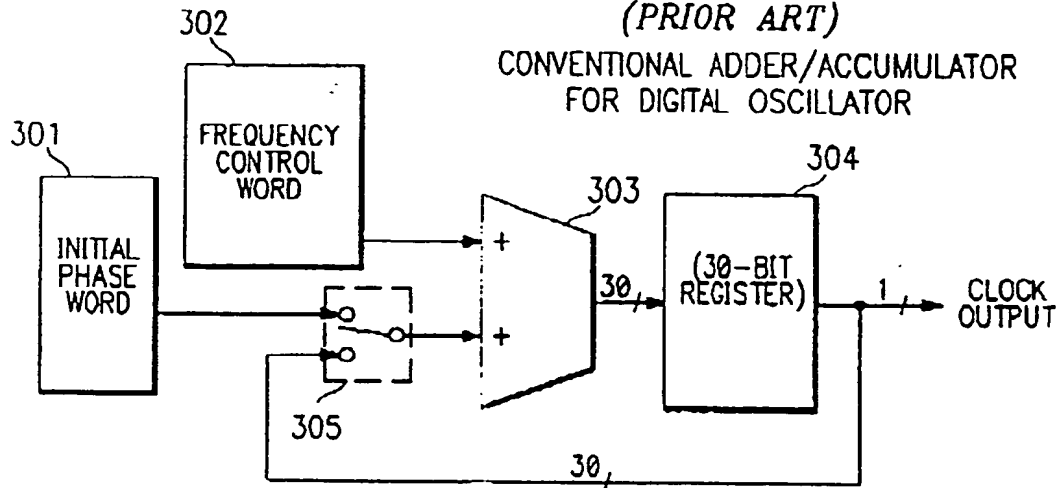 (PRIOR ART)
CONVENTIONAL ADDER/ACCUMULATOR
FOR DIGITAL OSCILLATOR
302
FREQUENCY
CONTROL
WORD
301
INITIAL
PHASE
WORD
303
304
+
+
30
(30-BIT
REGISTER)
1
CLOCK
OUTPUT
305
30